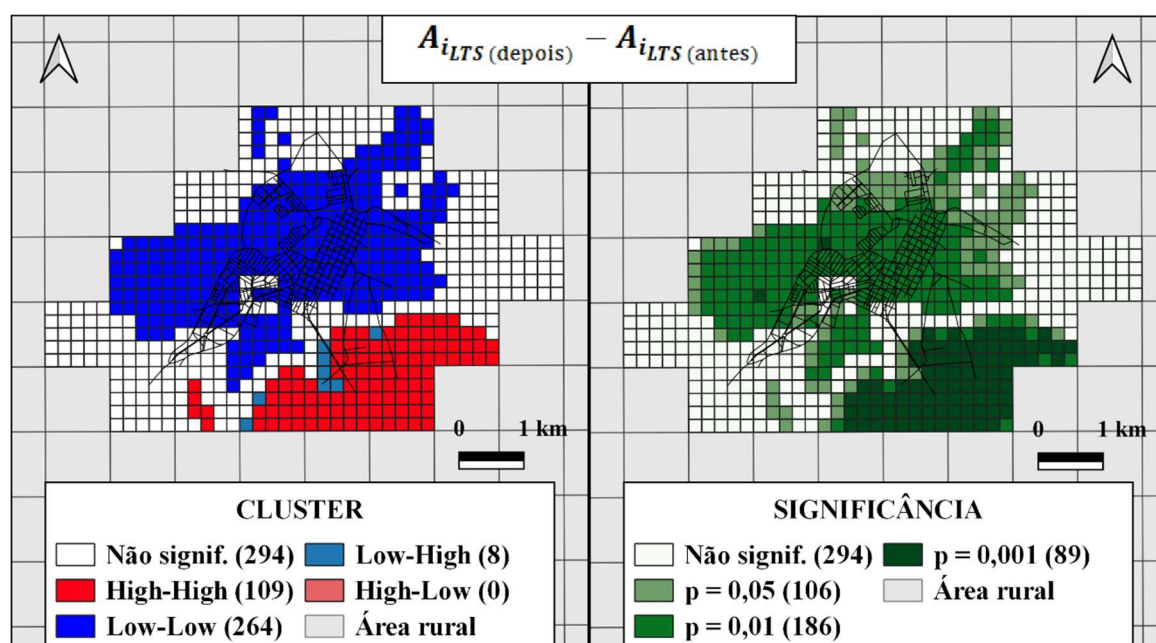 A_{i_{LTS (depois)}} − A_{i_{LTS (antes)}}
0 1 km
CLUSTER
Não signif. (294)
High-High (109)
Low-Low (264)
Low-High (8)
High-Low (0)
Área rural
0 1 km
SIGNIFICÂNCIA
Não signif. (294)
p = 0,05 (106)
p = 0,01 (186)
p = 0,001 (89)
Área rural